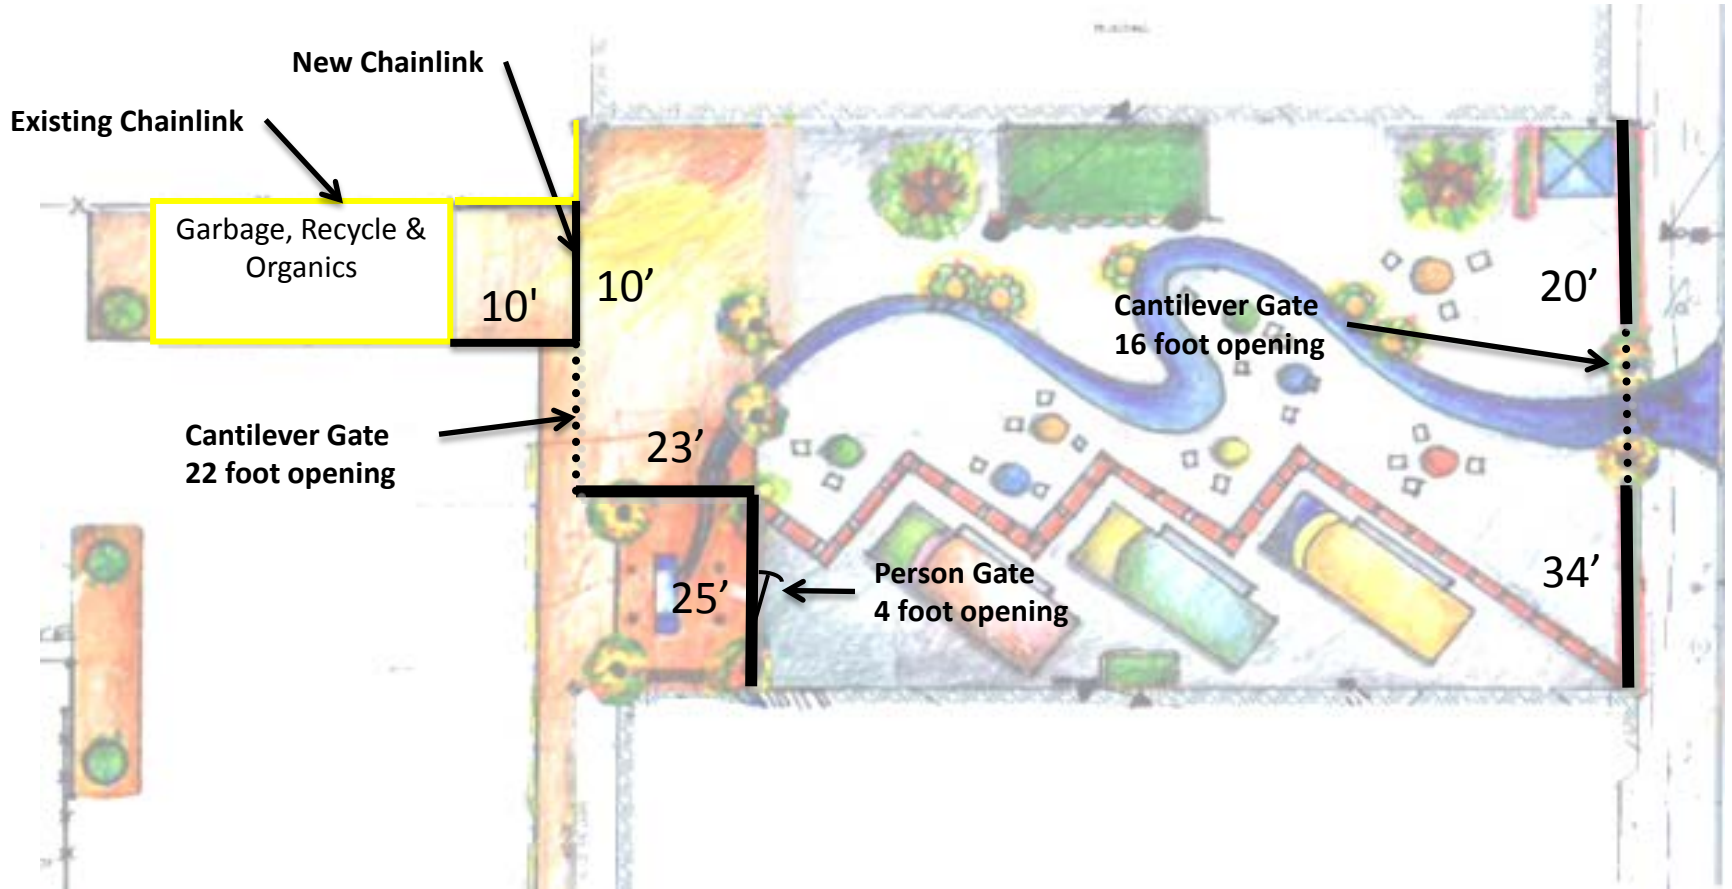 New Chainlink
Existing Chainlink
Garbage, Recycle &
Organics
10'
10’
20’
Cantilever Gate
16 foot opening
Cantilever Gate
22 foot opening
23’
25’
Person Gate
4 foot opening
34’